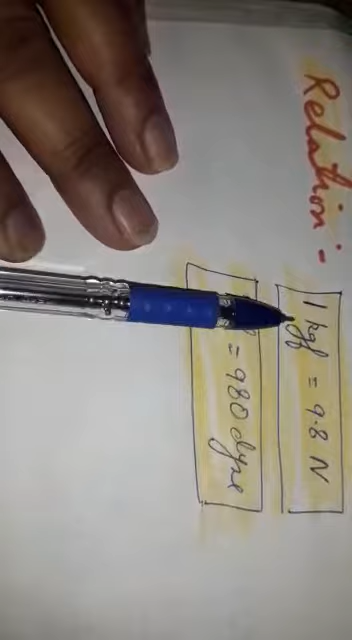 Relation :-
1 kgf = 9.8 N
= 980 dyne